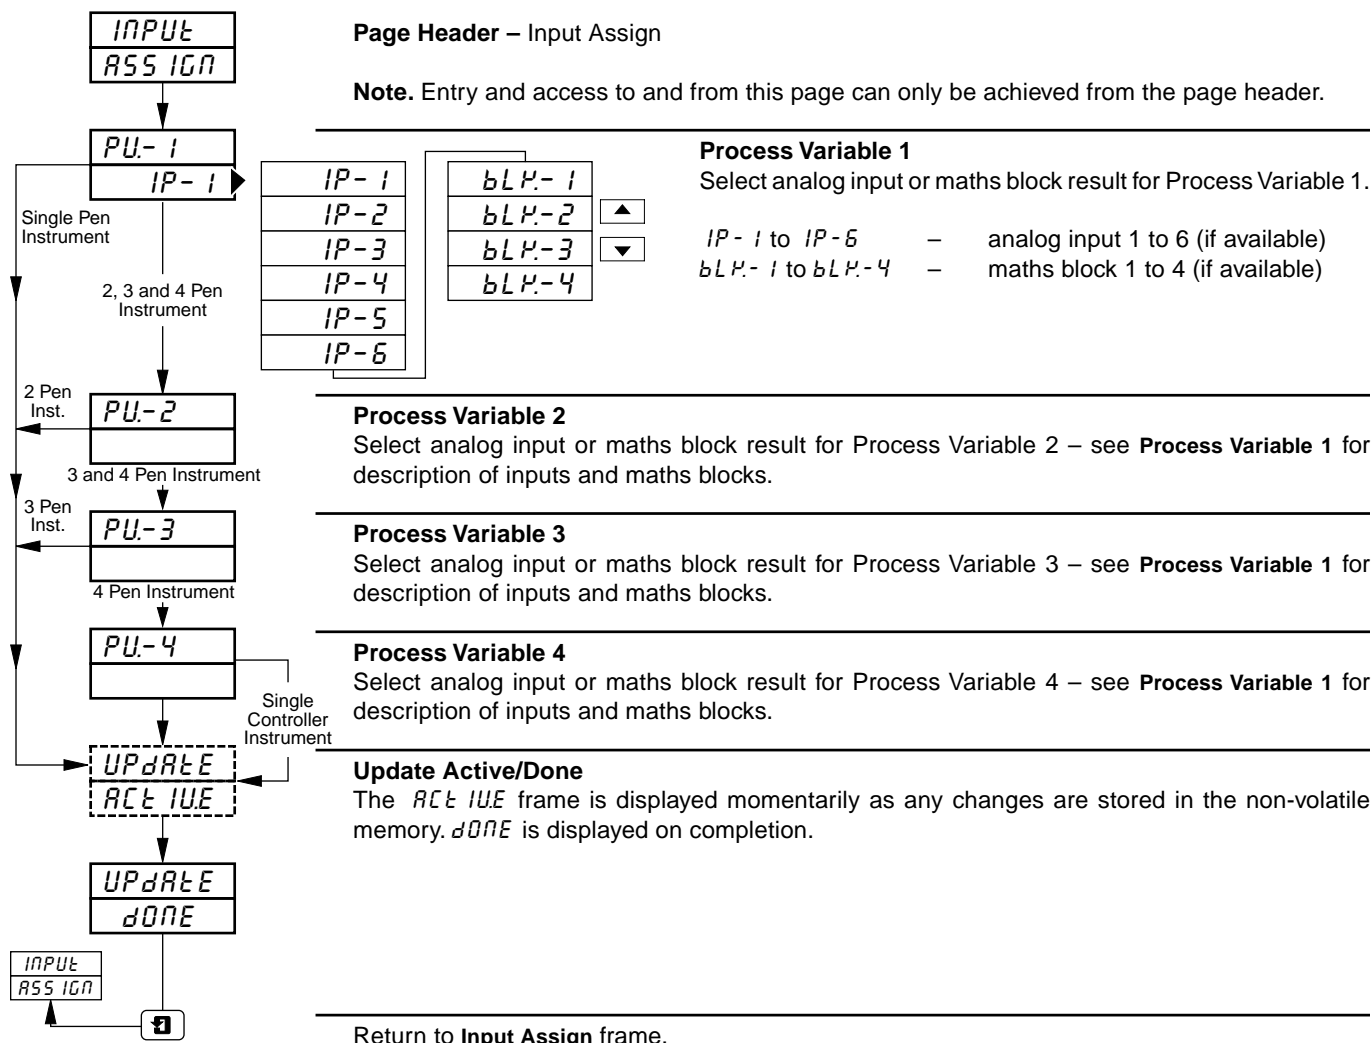 INPUt
ASSIGN
Page Header – Input Assign
Note. Entry and access to and from this page can only be achieved from the page header.
PV.-1
IP-1
Single Pen
Instrument
2, 3 and 4 Pen
Instrument
IP-1
IP-2
IP-3
IP-4
IP-5
IP-6
bLK.-1
bLK.-2
bLK.-3
bLK.-4
Process Variable 1
Select analog input or maths block result for Process Variable 1.
IP-1 to IP-6 – analog input 1 to 6 (if available)
bLK.-1 to bLK.-4 – maths block 1 to 4 (if available)
2 Pen
Inst.
PV.-2
3 and 4 Pen Instrument
Process Variable 2
Select analog input or maths block result for Process Variable 2 – see Process Variable 1 for
description of inputs and maths blocks.
3 Pen
Inst.
PV.-3
4 Pen Instrument
Process Variable 3
Select analog input or maths block result for Process Variable 3 – see Process Variable 1 for
description of inputs and maths blocks.
PV.-4
Single
Controller
Instrument
Process Variable 4
Select analog input or maths block result for Process Variable 4 – see Process Variable 1 for
description of inputs and maths blocks.
UPdAtE
ACtIV.E
Update Active/Done
The ACtIV.E frame is displayed momentarily as any changes are stored in the non-volatile
memory. dONE is displayed on completion.
UPdAtE
dONE
INPUt
ASSIGN
Return to Input Assign frame.